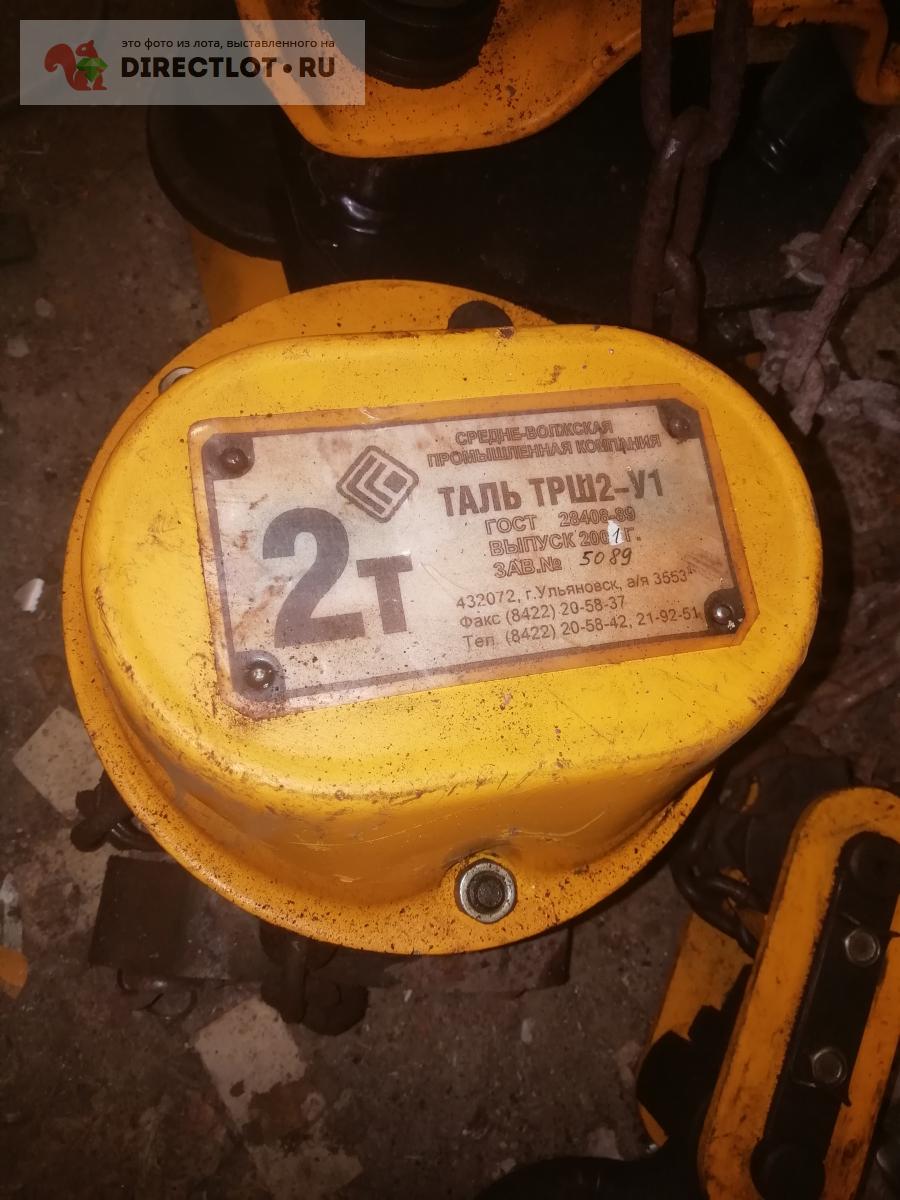 это фото из лота, выставленного на
DIRECTLOT•RU
СРЕДНЕ-ВОЛЖСКАЯ
ПРОМЫШЛЕННАЯ КОМПАНИЯ
2т
ТАЛЬ ТРШ2-У1
ГОСТ 28408-89
ВЫПУСК 2001 г.
ЗАВ.№ 5089
432072, г.Ульяновск, а/я 3553
Факс (8422) 20-58-37
Тел. (8422) 20-58-42, 21-92-51